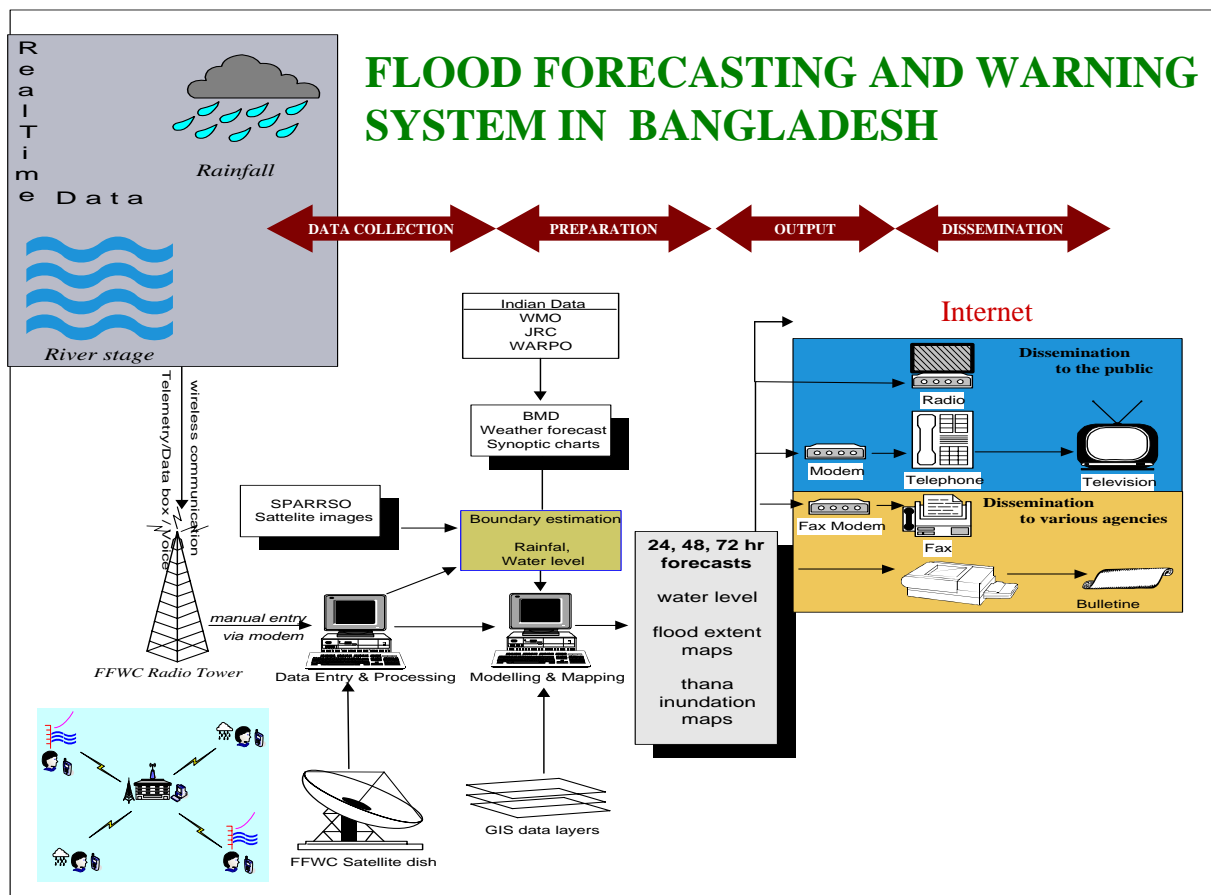 FLOOD FORECASTING AND WARNING
SYSTEM IN BANGLADESH
RealTime
Data
Rainfall
River stage
DATA COLLECTION
PREPARATION
OUTPUT
DISSEMINATION
Telemetry/Data box /Voice
wireless communication
Indian Data
WMO
JRC
WARPO
BMD
Weather forecast
Synoptic charts
SPARRSO
Sattelite images
Boundary estimation
Rainfal,
Water level
manual entry
via modem
FFWC Radio Tower
Data Entry & Processing
Modelling & Mapping
FFWC Satellite dish
GIS data layers
24, 48, 72 hr
forecasts
water level
flood extent
maps
thana
inundation
maps
Internet
Dissemination
to the public
Radio
Modem
Telephone
Television
Dissemination
to various agencies
Fax Modem
Fax
Bulletine